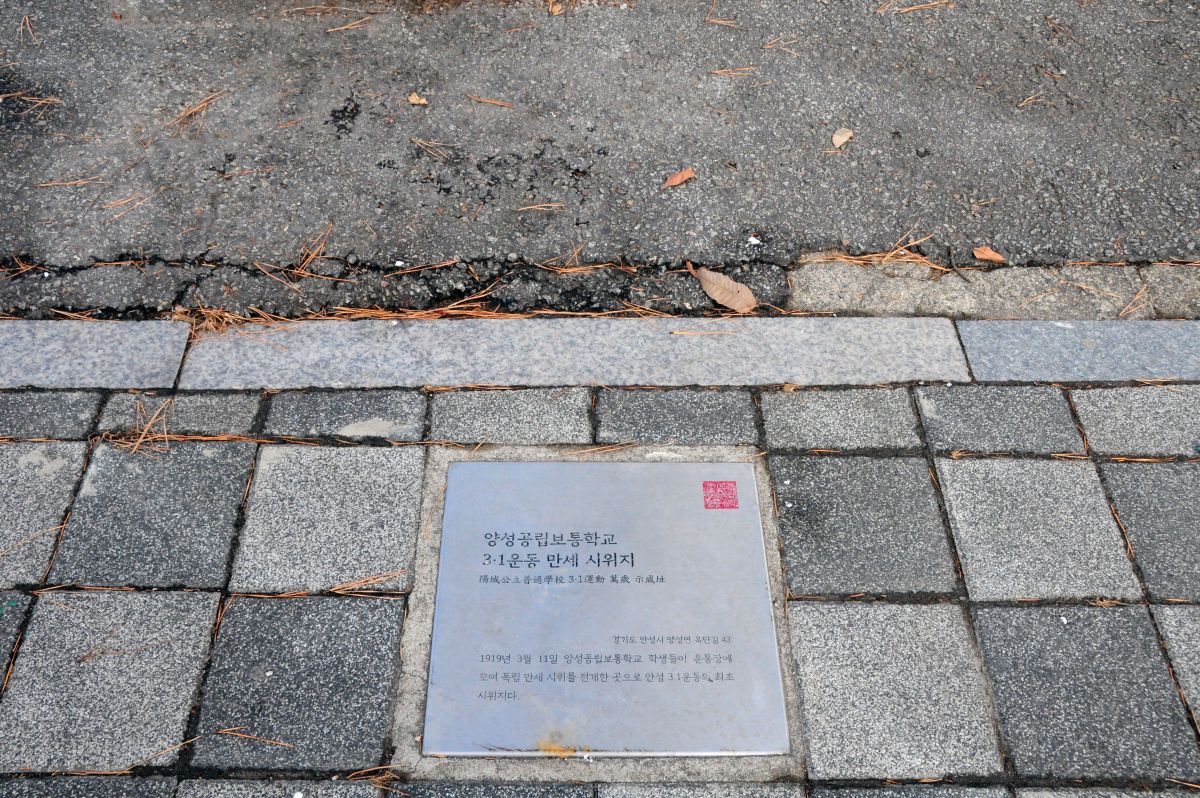 양성공립보통학교
3·1운동 만세 시위지
陽城公立普通學校 3·1運動 萬歲 示威址
경기도 안성시 양성면 옥단길 43
1919년 3월 11일 양성공립보통학교 학생들이 운동장에
모여 독립 만세 시위를 전개한 곳으로 안성 3.1운동의 최초
시위지다.